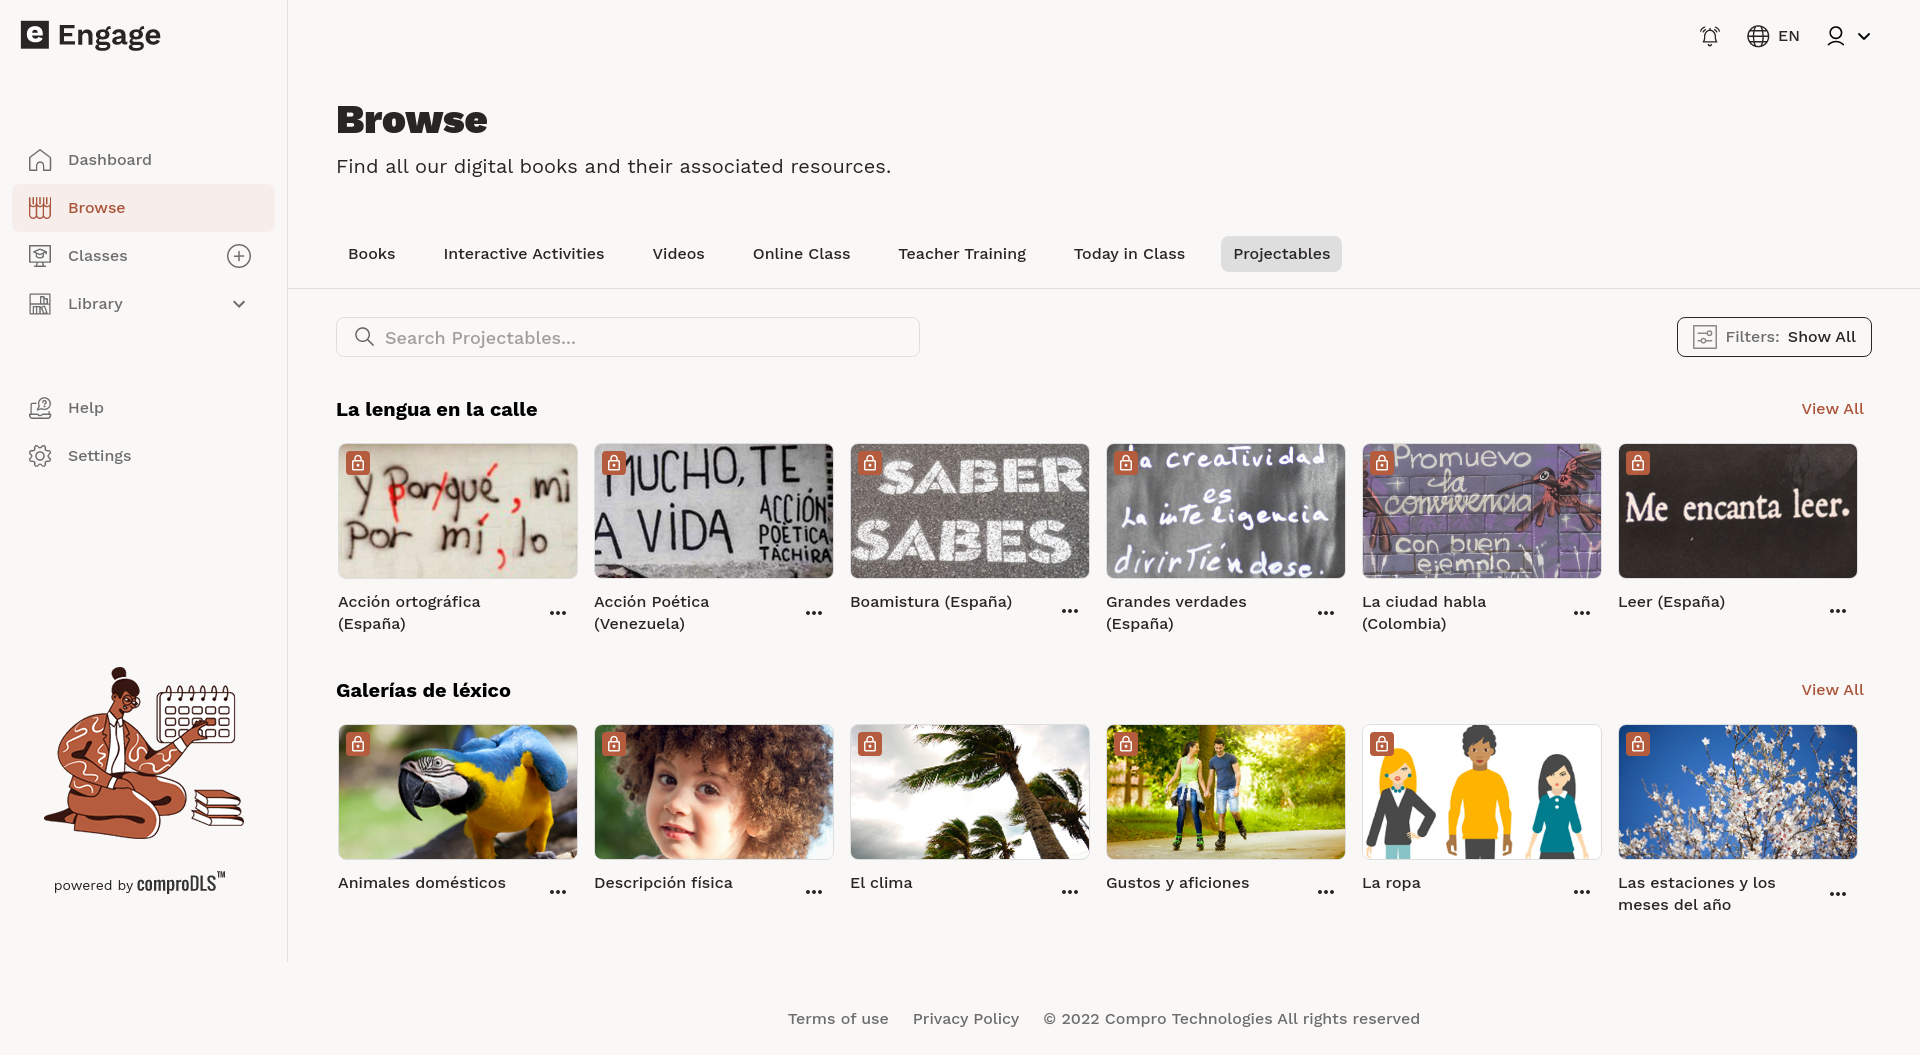 e Engage
EN
Dashboard
Browse
Classes
Library
Help
Settings
powered by comproDLS™
Browse
Find all our digital books and their associated resources.
Books
Interactive Activities
Videos
Online Class
Teacher Training
Today in Class
Projectables
Search Projectables...
Filters: Show All
La lengua en la calle
View All
y Por/qué, mi
Por mí, lo
MUCHO, TE
A VIDA
ACCIÓN
POÉTICA
TÁCHIRA
SABER
SABES
La creatividad
es
la inteligencia
divirtiéndose.
Promuevo
la
convivencia
con buen
ejemplo
Me encanta leer.
Acción ortográfica
(España)
Acción Poética
(Venezuela)
Boamistura (España)
Grandes verdades
(España)
La ciudad habla
(Colombia)
Leer (España)
Galerías de léxico
View All
Animales domésticos
Descripción física
El clima
Gustos y aficiones
La ropa
Las estaciones y los
meses del año
Terms of use
Privacy Policy
© 2022 Compro Technologies All rights reserved